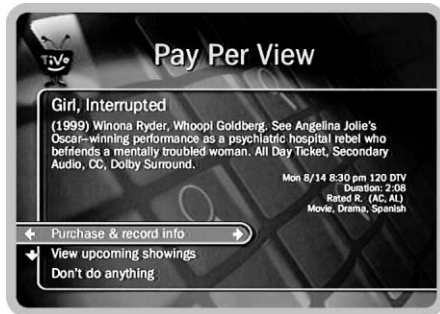 TiVo
Pay Per View
Girl, Interrupted
(1999) Winona Ryder, Whoopi Goldberg. See Angelina Jolie's
Oscar–winning performance as a psychiatric hospital rebel who
befriends a mentally troubled woman. All Day Ticket, Secondary
Audio, CC, Dolby Surround.
Mon 8/14 8:30 pm 120 DTV
Duration: 2:08
Rated R. (AC, AL)
Movie, Drama, Spanish
Purchase & record info
View upcoming showings
Don't do anything